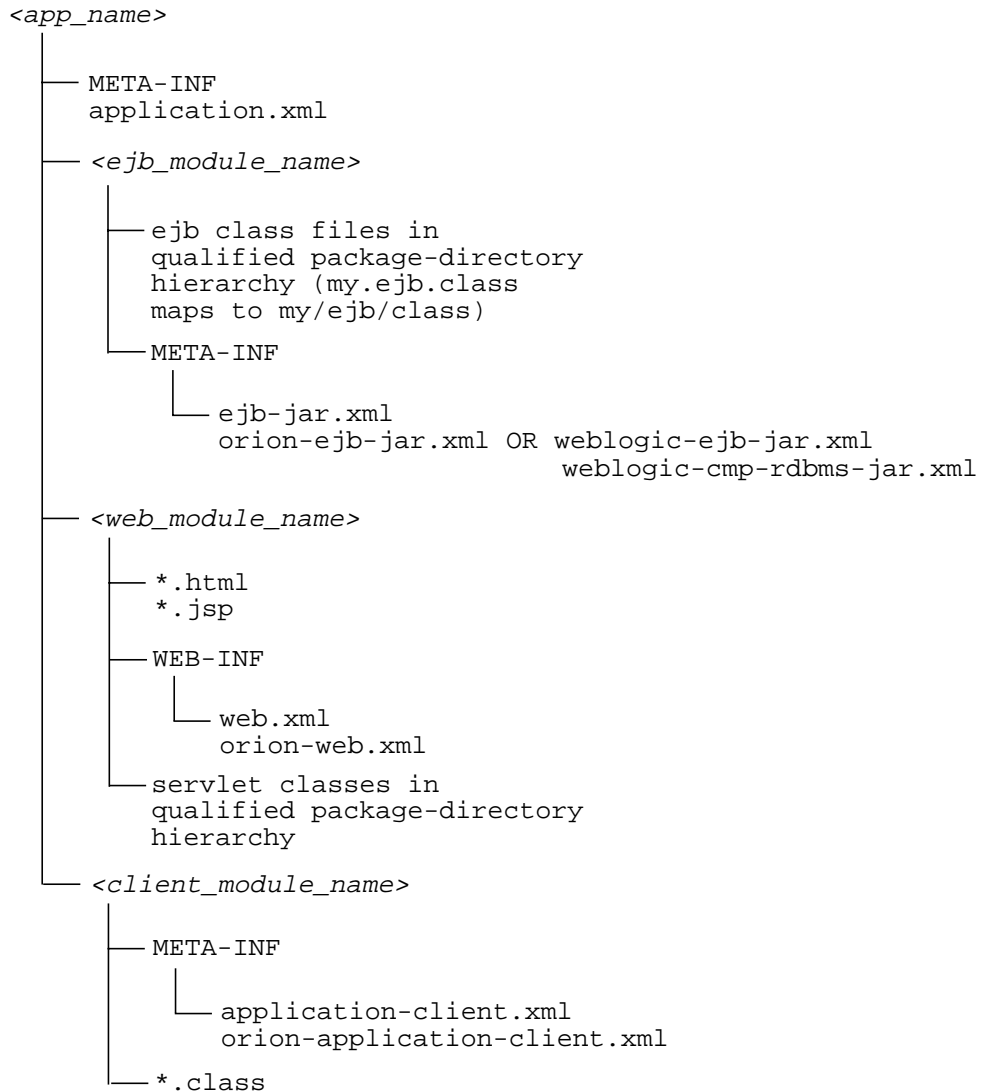 <app_name>
META-INF
application.xml
<ejb_module_name>
ejb class files in
qualified package-directory
hierarchy (my.ejb.class
maps to my/ejb/class)
META-INF
ejb-jar.xml
orion-ejb-jar.xml OR weblogic-ejb-jar.xml
weblogic-cmp-rdbms-jar.xml
<web_module_name>
*.html
*.jsp
WEB-INF
web.xml
orion-web.xml
servlet classes in
qualified package-directory
hierarchy
<client_module_name>
META-INF
application-client.xml
orion-application-client.xml
*.class